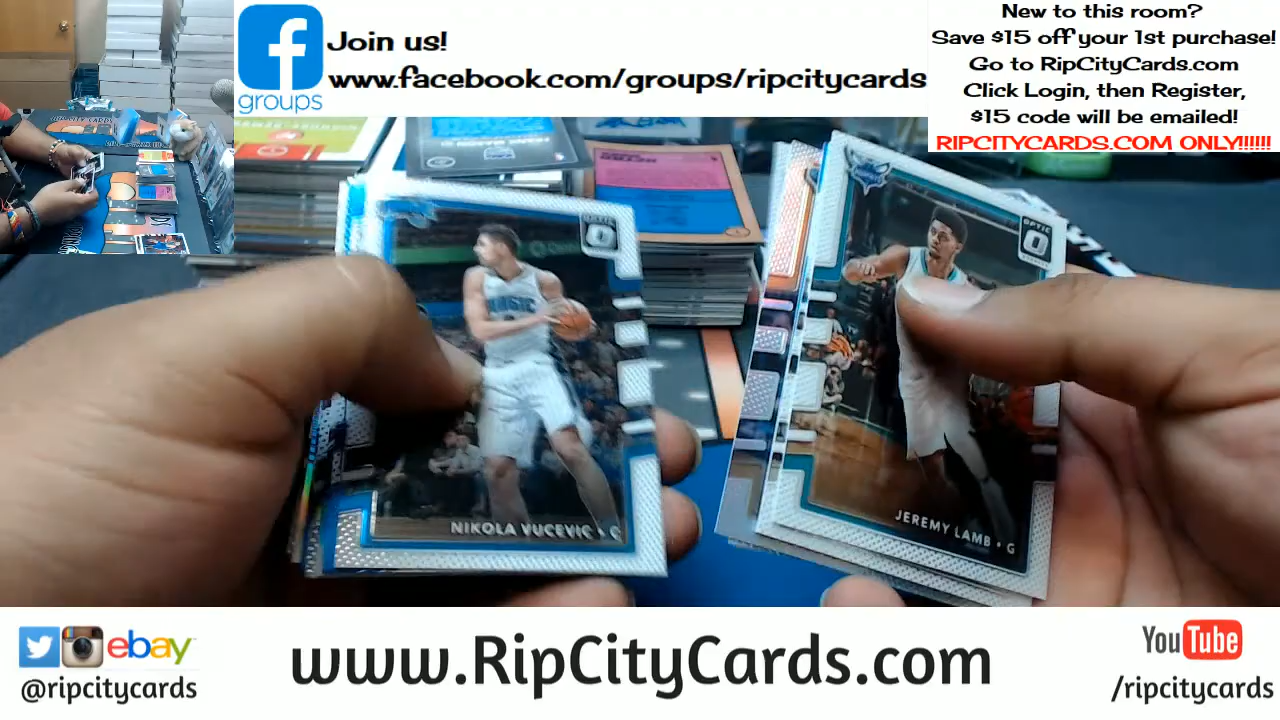 Join us!
www.facebook.com/groups/ripcitycards
groups
New to this room?
Save $15 off your 1st purchase!
Go to RipCityCards.com
Click Login, then Register,
$15 code will be emailed!
RIPCITYCARDS.COM ONLY!!!!!!
OPTIC
MAGIC
NIKOLA VUCEVIC • C
OPTIC
JEREMY LAMB • G
ebay
@ripcitycards
www.RipCityCards.com
YouTube
/ripcitycards